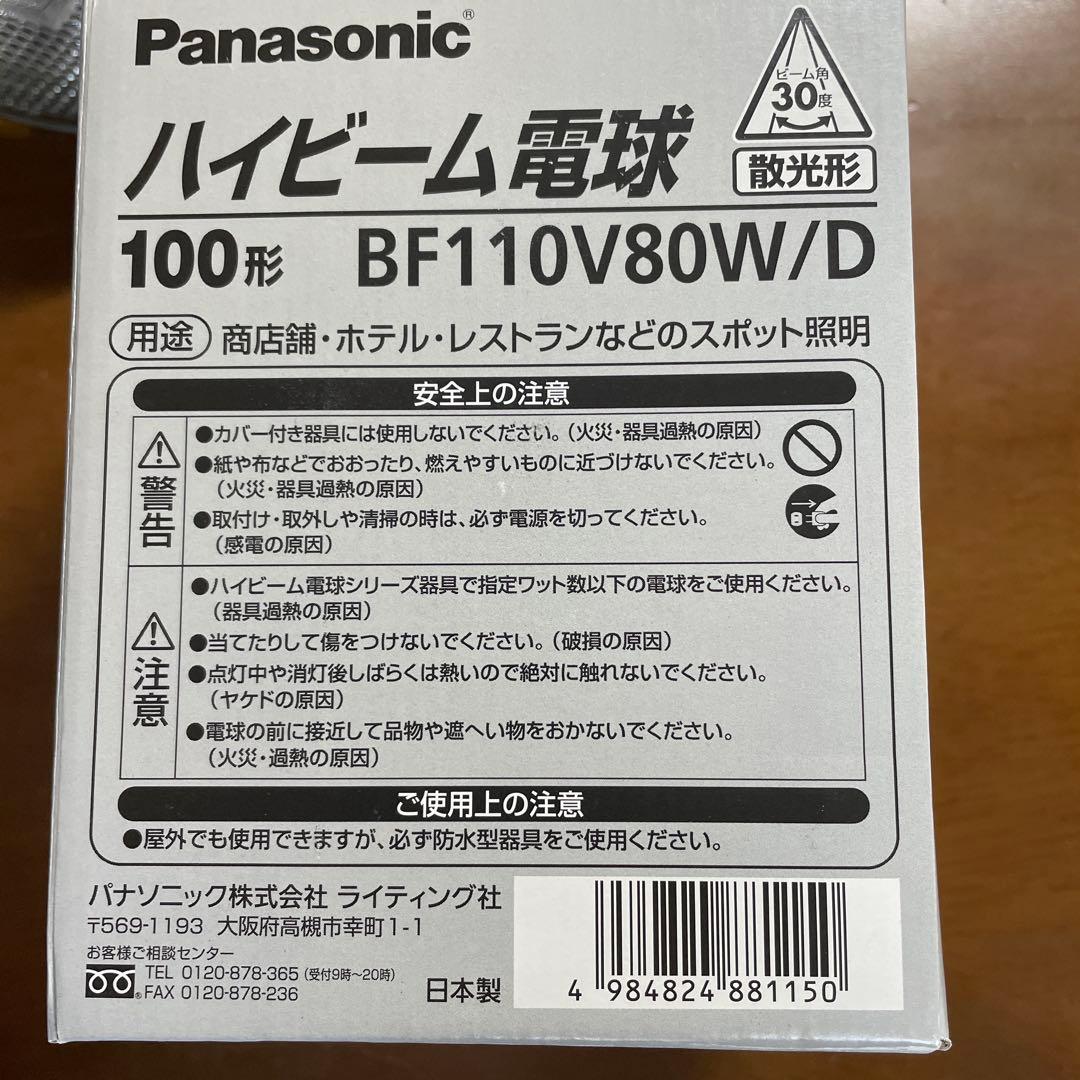 Panasonic®
ビーム角
30度
ハイビーム電球
散光形
100形 BF110V80W/D
用途 商店舗・ホテル・レストランなどのスポット照明
安全上の注意
警告
●カバー付き器具には使用しないでください。(火災・器具過熱の原因)
●紙や布などでおおったり、燃えやすいものに近づけないでください。
(火災・器具過熱の原因)
●取付け・取外しや清掃の時は、必ず電源を切ってください。
(感電の原因)
注意
●ハイビーム電球シリーズ器具で指定ワット数以下の電球をご使用ください。
(器具過熱の原因)
●当てたりして傷をつけないでください。(破損の原因)
●点灯中や消灯後しばらくは熱いので絶対に触れないでください。
(ヤケドの原因)
●電球の前に接近して品物や遮へい物をおかないでください。
(火災・過熱の原因)
ご使用上の注意
●屋外でも使用できますが、必ず防水型器具をご使用ください。
パナソニック株式会社 ライティング社
〒569-1193 大阪府高槻市幸町1-1
お客様ご相談センター
TEL 0120-878-365 (受付9時~20時)
FAX 0120-878-236
日本製
4 984824 881150